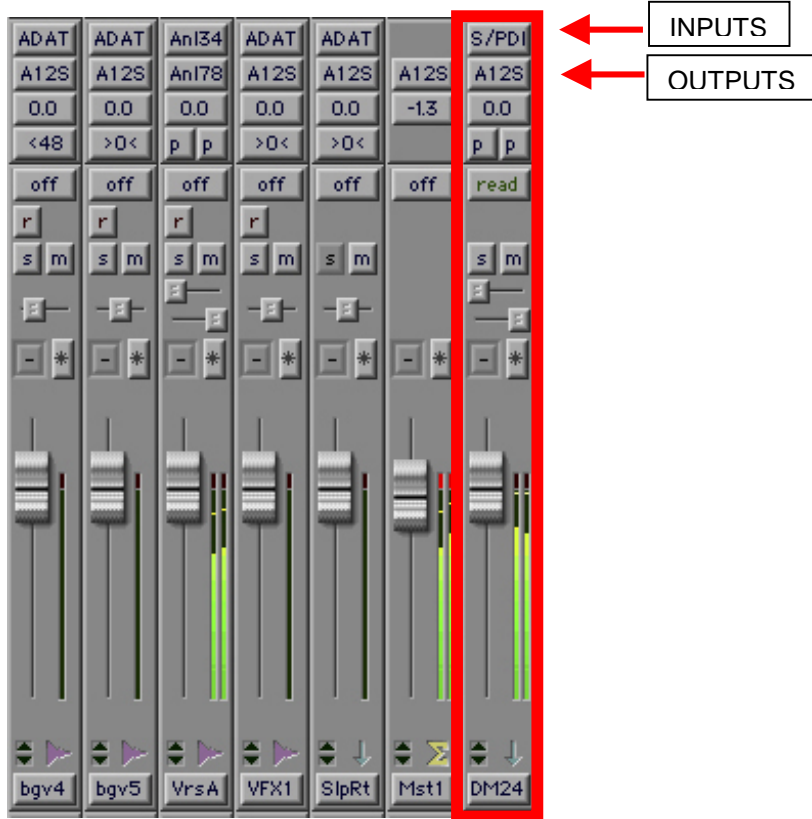 ADAT ADAT Anl34 ADAT ADAT S/PDI INPUTS
A12S A12S Anl78 A12S A12S A12S A12S OUTPUTS
0.0 0.0 0.0 0.0 0.0 -1.3 0.0
<48 >0< p p >0< >0< p p
off off off off off off read
r r r r
s m s m s m s m s m s m
- * - * - * - * - * - * - *
bgv4 bgv5 VrsA VFX1 SlpRt Mst1 DM24